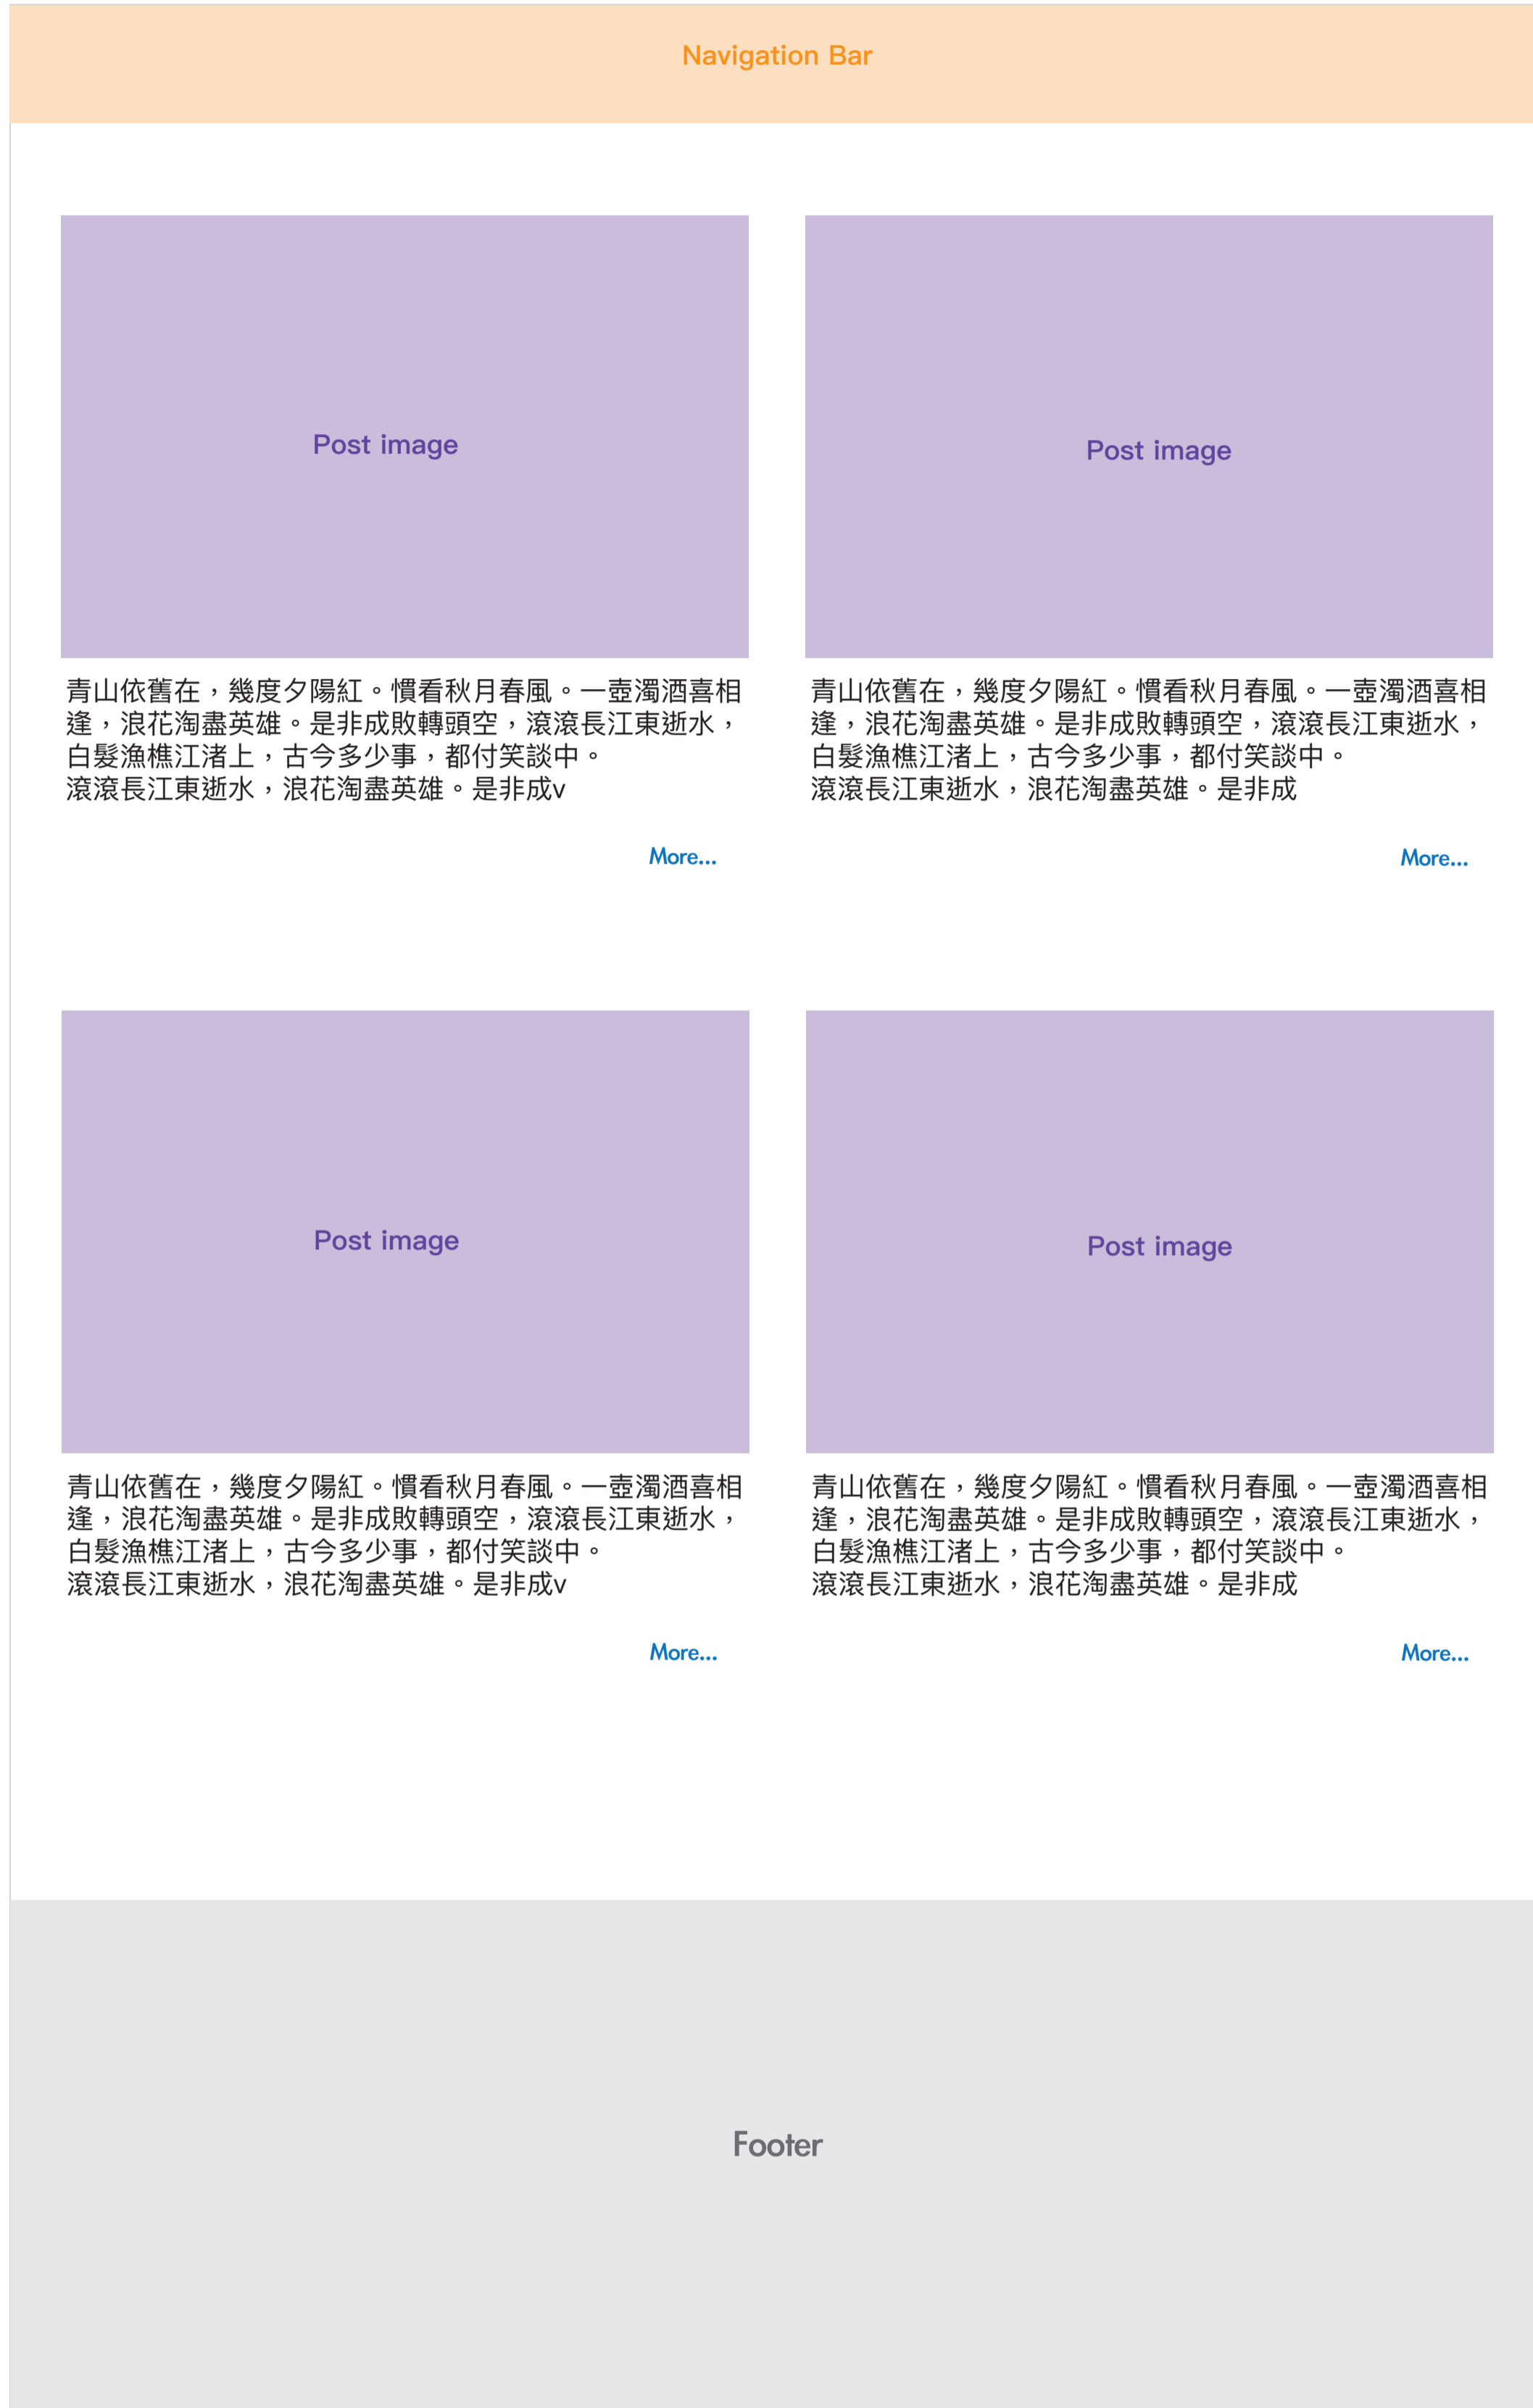 Navigation Bar
Post image
Post image
青山依舊在，幾度夕陽紅。慣看秋月春風。一壺濁酒喜相
逢，浪花淘盡英雄。是非成敗轉頭空，滾滾長江東逝水，
白髮漁樵江渚上，古今多少事，都付笑談中。
滾滾長江東逝水，浪花淘盡英雄。是非成v
More...
青山依舊在，幾度夕陽紅。慣看秋月春風。一壺濁酒喜相
逢，浪花淘盡英雄。是非成敗轉頭空，滾滾長江東逝水，
白髮漁樵江渚上，古今多少事，都付笑談中。
滾滾長江東逝水，浪花淘盡英雄。是非成
More...
Post image
Post image
青山依舊在，幾度夕陽紅。慣看秋月春風。一壺濁酒喜相
逢，浪花淘盡英雄。是非成敗轉頭空，滾滾長江東逝水，
白髮漁樵江渚上，古今多少事，都付笑談中。
滾滾長江東逝水，浪花淘盡英雄。是非成v
More...
青山依舊在，幾度夕陽紅。慣看秋月春風。一壺濁酒喜相
逢，浪花淘盡英雄。是非成敗轉頭空，滾滾長江東逝水，
白髮漁樵江渚上，古今多少事，都付笑談中。
滾滾長江東逝水，浪花淘盡英雄。是非成
More...
Footer